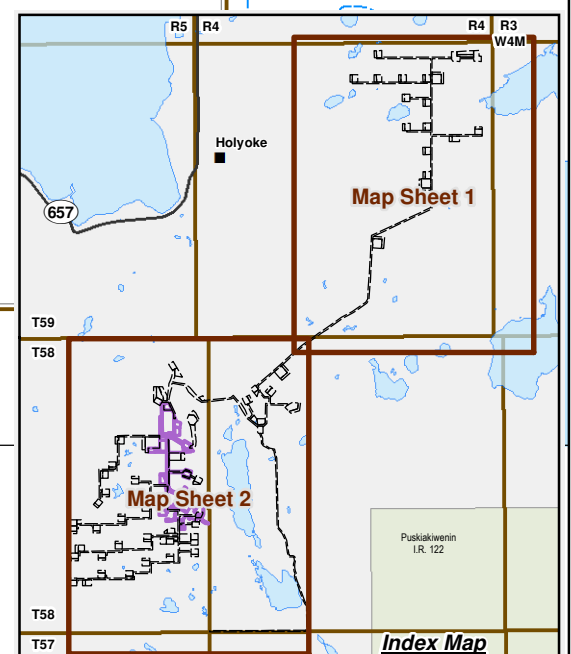 R5 R4
R4 R3
W4M
Holyoke
657
Map Sheet 1
T59
T58
Map Sheet 2
Puskiakiwenin
I.R. 122
T58
T57
Index Map